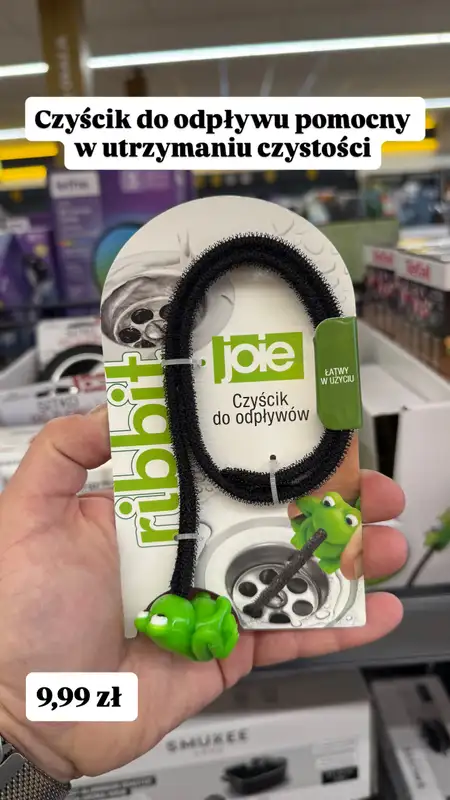 Czyścik do odpływu pomocny
w utrzymaniu czystości
joie
ŁATWY
W UŻYCIU
Czyścik
do odpływów
ribbit
9,99 zł
SMUKEE